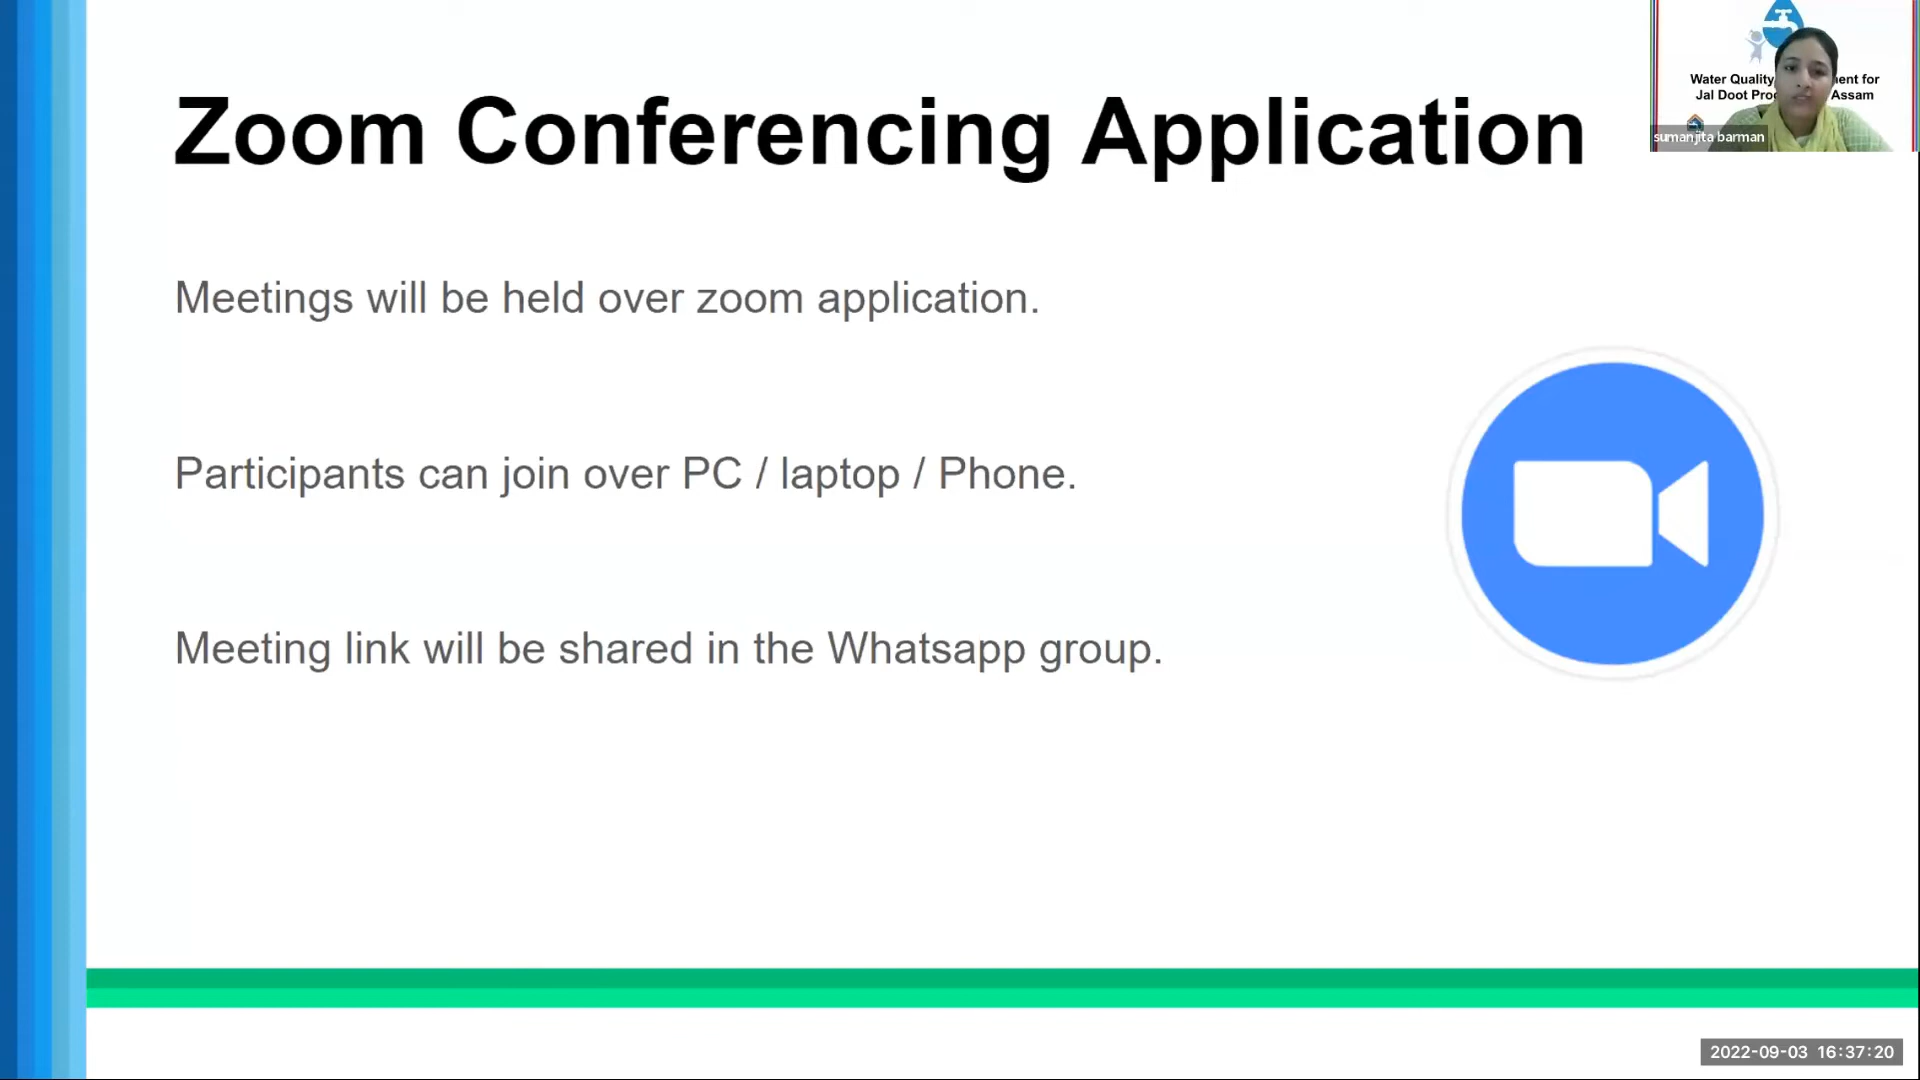 Zoom Conferencing Application
Meetings will be held over zoom application.
Participants can join over PC / laptop / Phone.
Meeting link will be shared in the Whatsapp group.
Water Quality ent for
Jal Doot Assam
sumanjita barman
2022-09-03 16:37:20